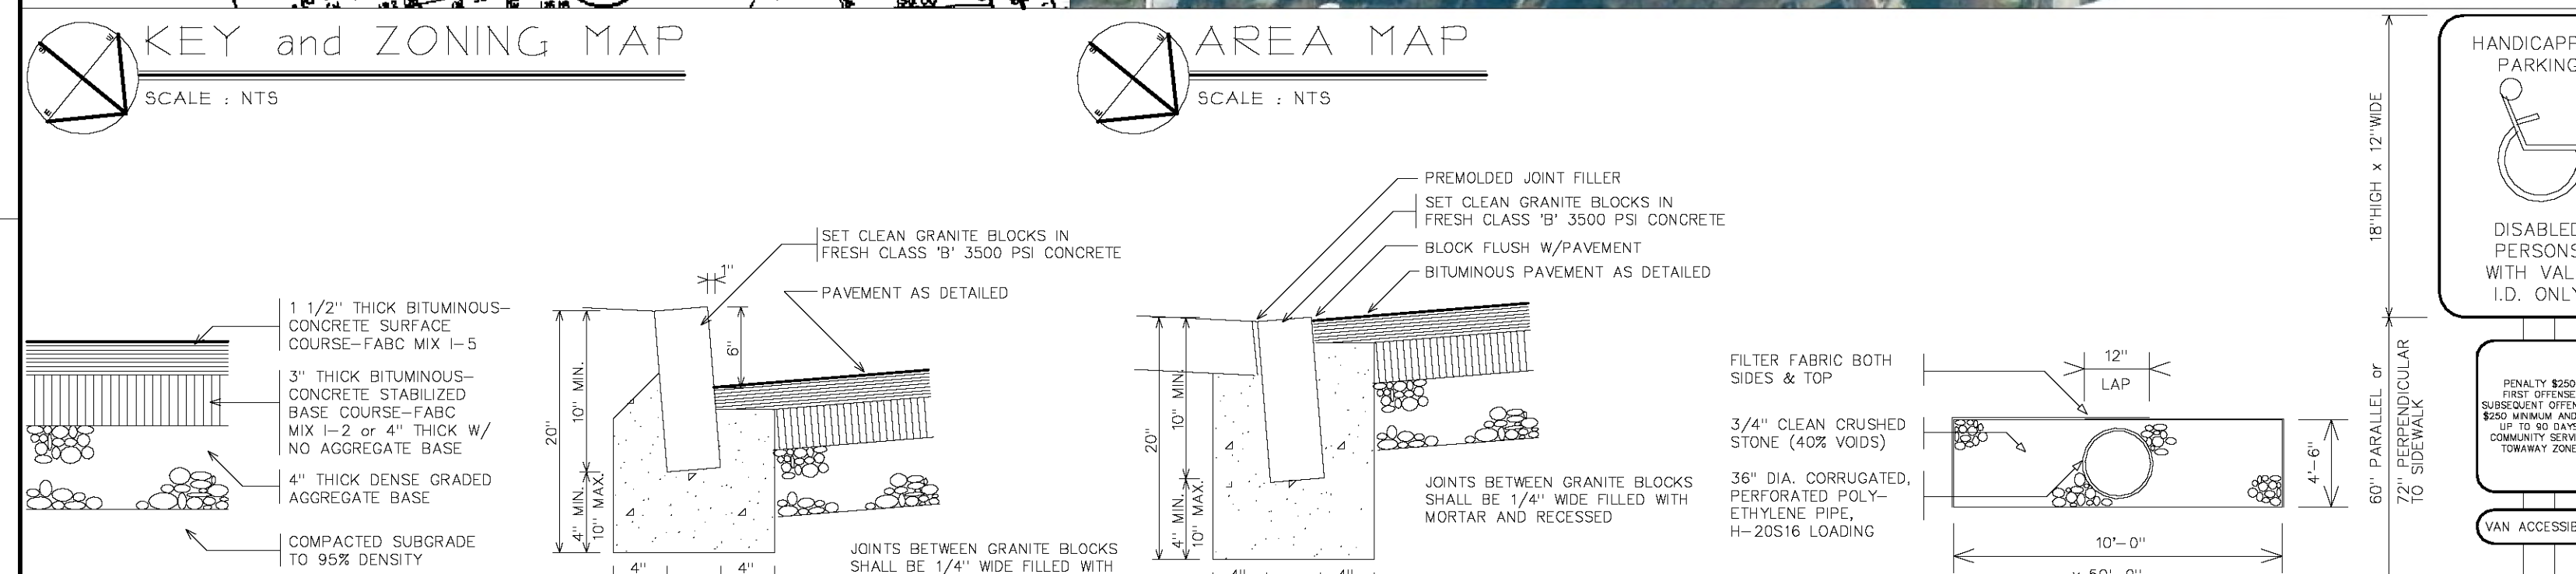 KEY and ZONING MAP
SCALE : NTS
AREA MAP
SCALE : NTS
1 1/2" THICK BITUMINOUS-
CONCRETE SURFACE
COURSE-FABC MIX I-5
3" THICK BITUMINOUS-
CONCRETE STABILIZED
BASE COURSE-FABC
MIX I-2 or 4" THICK W/
NO AGGREGATE BASE
4" THICK DENSE GRADED
AGGREGATE BASE
COMPACTED SUBGRADE
TO 95% DENSITY
SET CLEAN GRANITE BLOCKS IN
FRESH CLASS 'B' 3500 PSI CONCRETE
PAVEMENT AS DETAILED
1"
6"
20"
10" MIN.
4" MIN.
10" MAX.
4"
4"
JOINTS BETWEEN GRANITE BLOCKS
SHALL BE 1/4" WIDE FILLED WITH
PREMOLDED JOINT FILLER
SET CLEAN GRANITE BLOCKS IN
FRESH CLASS 'B' 3500 PSI CONCRETE
BLOCK FLUSH W/PAVEMENT
BITUMINOUS PAVEMENT AS DETAILED
20"
10" MIN.
4" MIN.
10" MAX.
4"
4"
JOINTS BETWEEN GRANITE BLOCKS
SHALL BE 1/4" WIDE FILLED WITH
MORTAR AND RECESSED
FILTER FABRIC BOTH
SIDES & TOP
3/4" CLEAN CRUSHED
STONE (40% VOIDS)
36" DIA. CORRUGATED,
PERFORATED POLY-
ETHYLENE PIPE,
H-20S16 LOADING
12"
LAP
4'-6"
10'-0"
18"HIGH x 12"WIDE
60" PARALLEL or
72" PERPENDICULAR
TO SIDEWALK
HANDICAPP
PARKING
DISABLED
PERSONS
WITH VAL
I.D. ONLY
PENALTY $250
FIRST OFFENSE
SUBSEQUENT OFFEN
$250 MINIMUM AND
UP TO 90 DAYS
COMMUNITY SERVI
TOWAWAY ZONE
VAN ACCESSIB